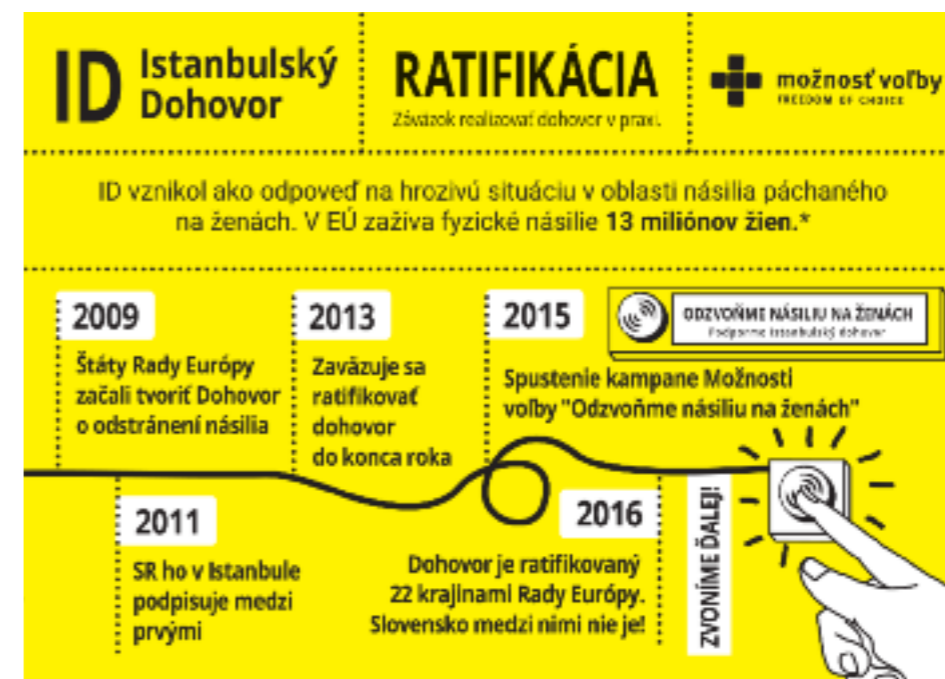 ID Istanbulský
Dohovor
RATIFIKÁCIA
Záväzok realizovať dohovor v praxi.
možnosť voľby
FREEDOM OF CHOICE
ID vznikol ako odpoveď na hrozivú situáciu v oblasti násilia páchaného
na ženách. V EÚ zažíva fyzické násilie 13 miliónov žien.*
2009
Štáty Rady Európy
začali tvoriť Dohovor
o odstránení násilia
2011
SR ho v Istanbule
podpisuje medzi
prvými
2013
Zaväzuje sa
ratifikovať
dohovor
do konca roka
2015
Spustenie kampane Možnosti
voľby "Odzvoňme násiliu na ženách"
ODZVOŇME NÁSILIU NA ŽENÁCH
Podporme Istanbulský dohovor
2016
Dohovor je ratifikovaný
22 krajinami Rady Európy.
Slovensko medzi nimi nie je!
ZVONÍME ĎALEJ!